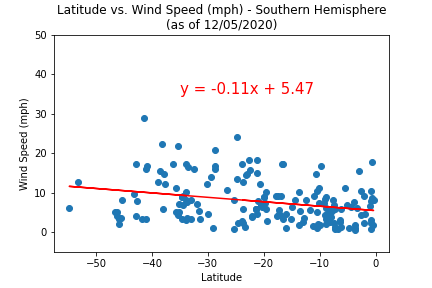 Latitude vs. Wind Speed (mph) - Southern Hemisphere
(as of 12/05/2020)
50
40
y = -0.11x + 5.47
30
20
10
0
Wind Speed (mph)
−50 −40 −30 −20 −10 0
Latitude